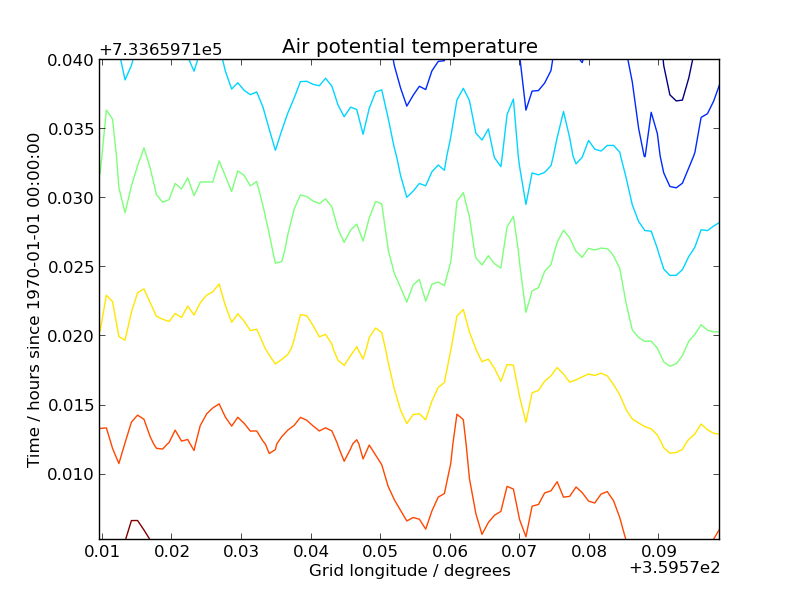 +7.3365971e5
Air potential temperature
0.040
0.035
0.030
0.025
0.020
0.015
0.010
Time / hours since 1970-01-01 00:00:00
0.01 0.02 0.03 0.04 0.05 0.06 0.07 0.08 0.09
+3.5957e2
Grid longitude / degrees